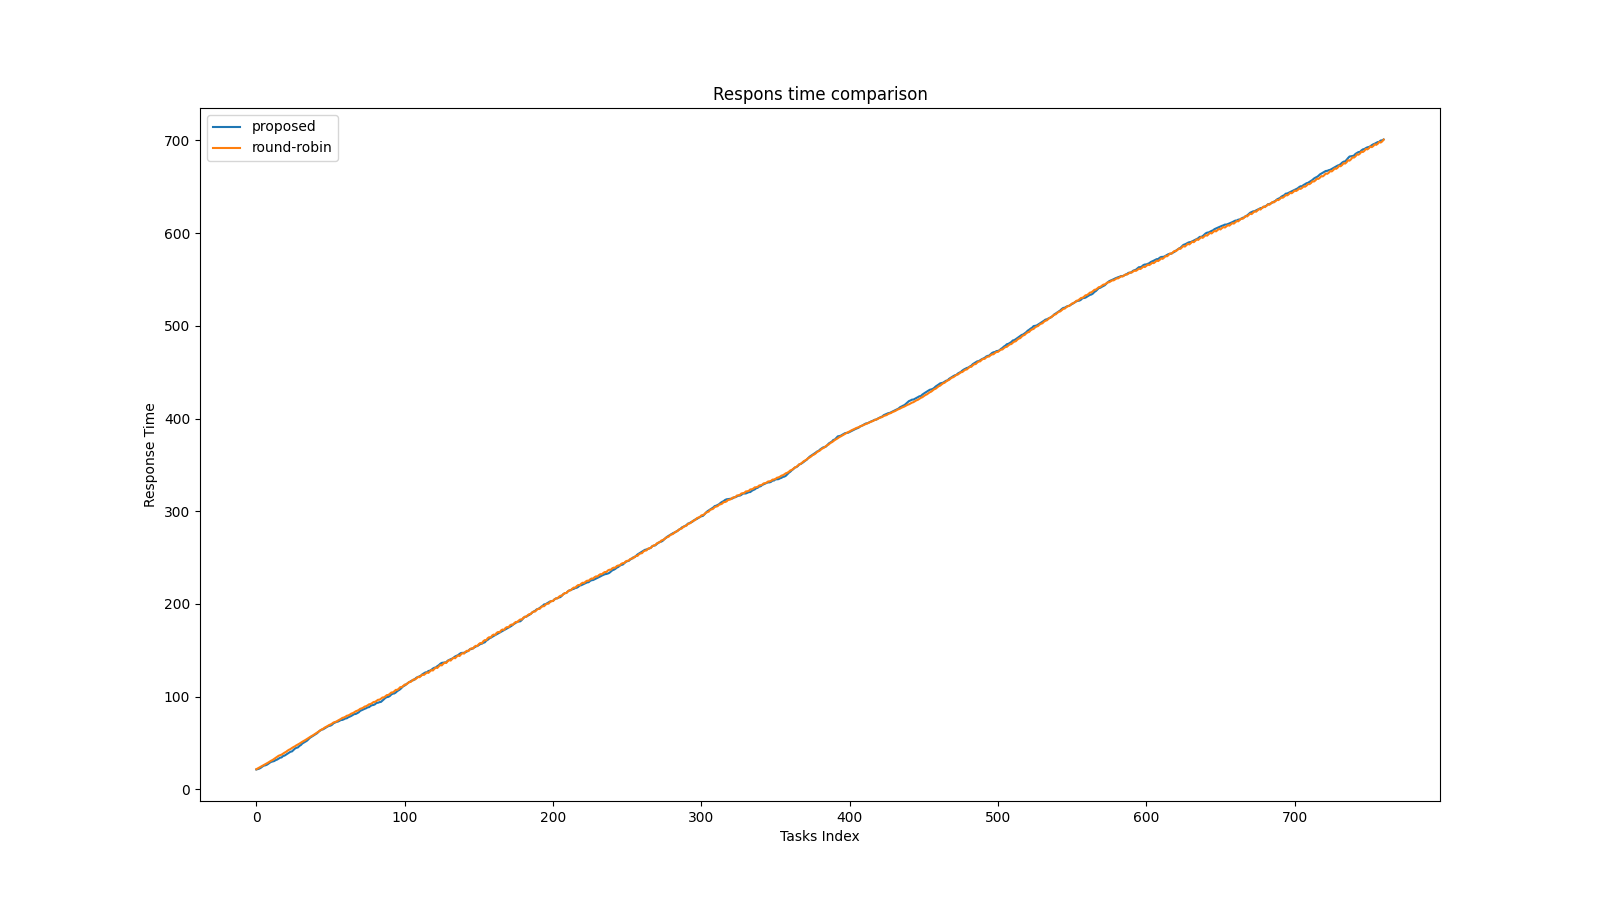 Respons time comparison
proposed
round-robin
700
600
500
400
300
200
100
0
Response Time
0 100 200 300 400 500 600 700
Tasks Index